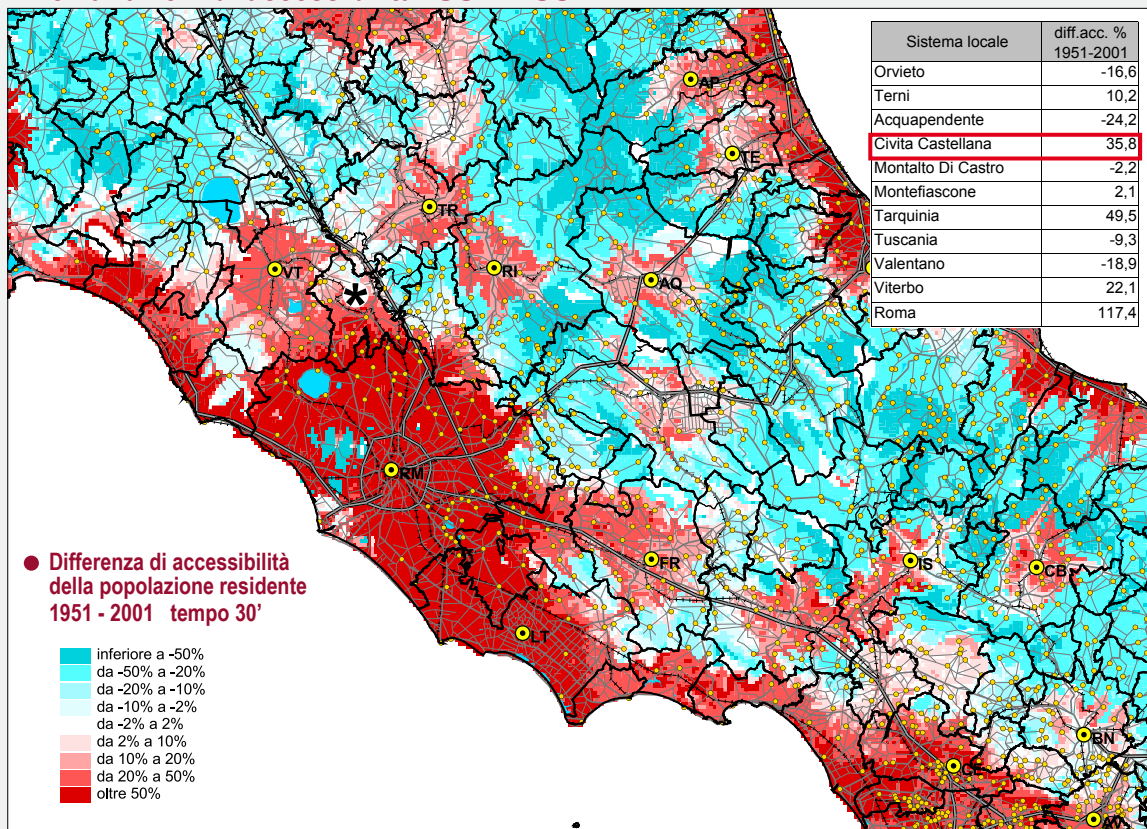 Sistema locale diff.acc. % 1951-2001
Orvieto -16,6
Terni 10,2
Acquapendente -24,2
Civita Castellana 35,8
Montalto Di Castro -2,2
Montefiascone 2,1
Tarquinia 49,5
Tuscania -9,3
Valentano -18,9
Viterbo 22,1
Roma 117,4
AP
TE
TR
VT
RI
AQ
*
RM
FR
IS
CB
LT
BN
CE
AV
Differenza di accessibilità
della popolazione residente
1951 - 2001 tempo 30'
inferiore a -50%
da -50% a -20%
da -20% a -10%
da -10% a -2%
da -2% a 2%
da 2% a 10%
da 10% a 20%
da 20% a 50%
oltre 50%